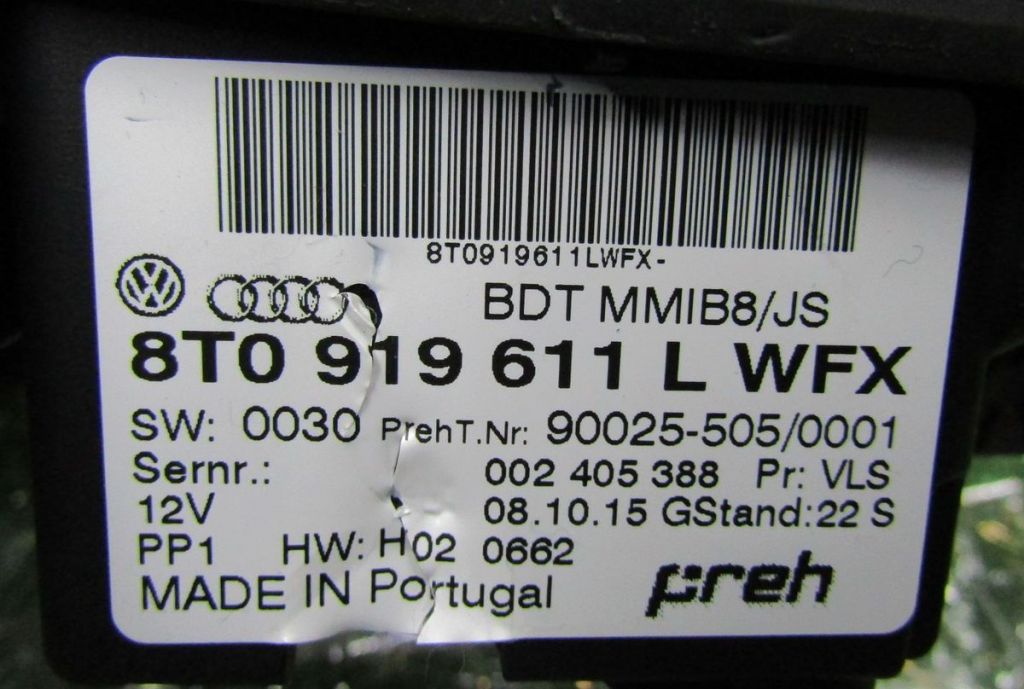 8T0919611LWFX-
BDT MMIB8/JS
8T0 919 611 L WFX
SW: 0030 PrehT.Nr: 90025-505/0001
Sernr.: 002 405 388 Pr: VLS
12V 08.10.15 GStand:22 S
PP1 HW: H02 0662
MADE IN Portugal preh